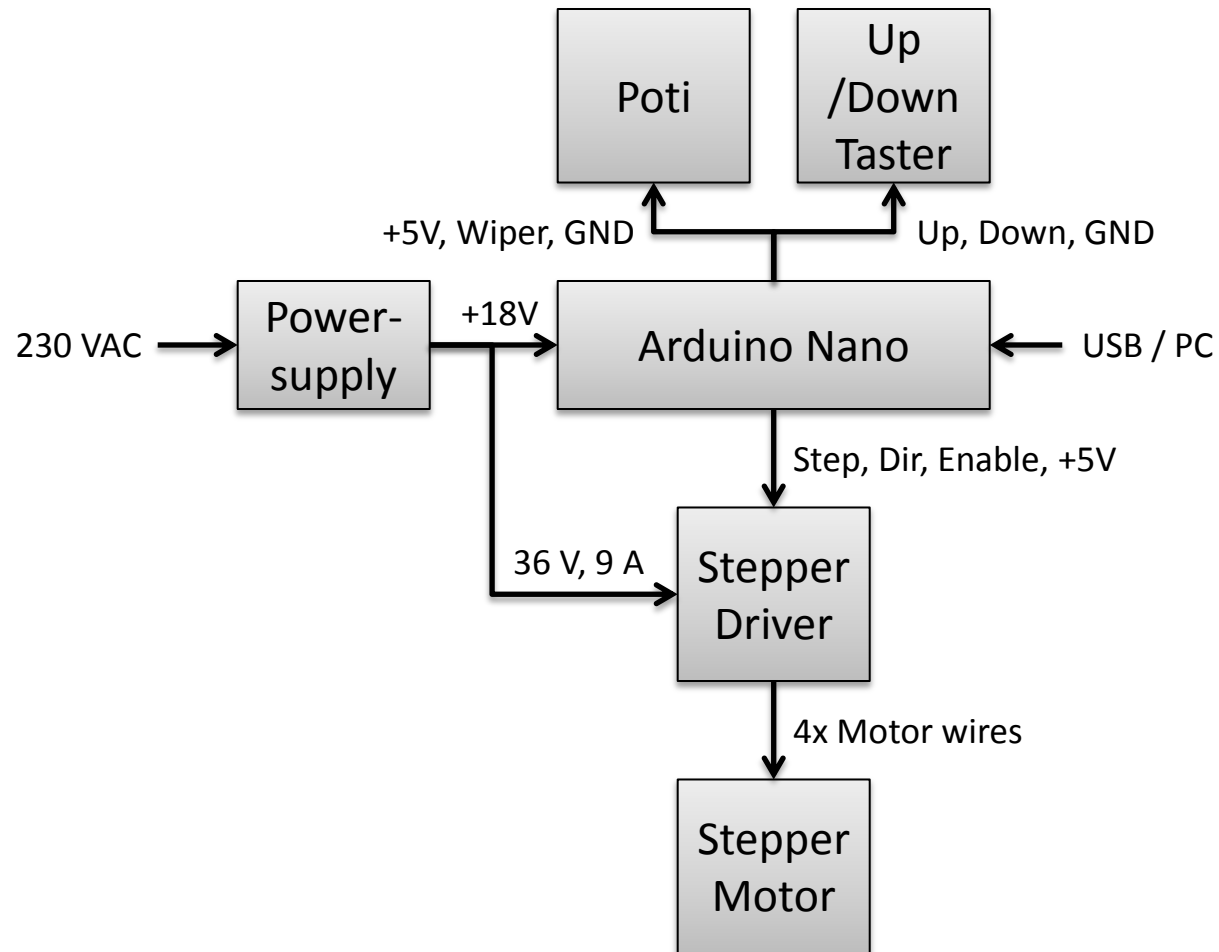 Poti
Up
/Down
Taster
+5V, Wiper, GND
Up, Down, GND
230 VAC
Power-
supply
+18V
Arduino Nano
USB / PC
Step, Dir, Enable, +5V
36 V, 9 A
Stepper
Driver
4x Motor wires
Stepper
Motor